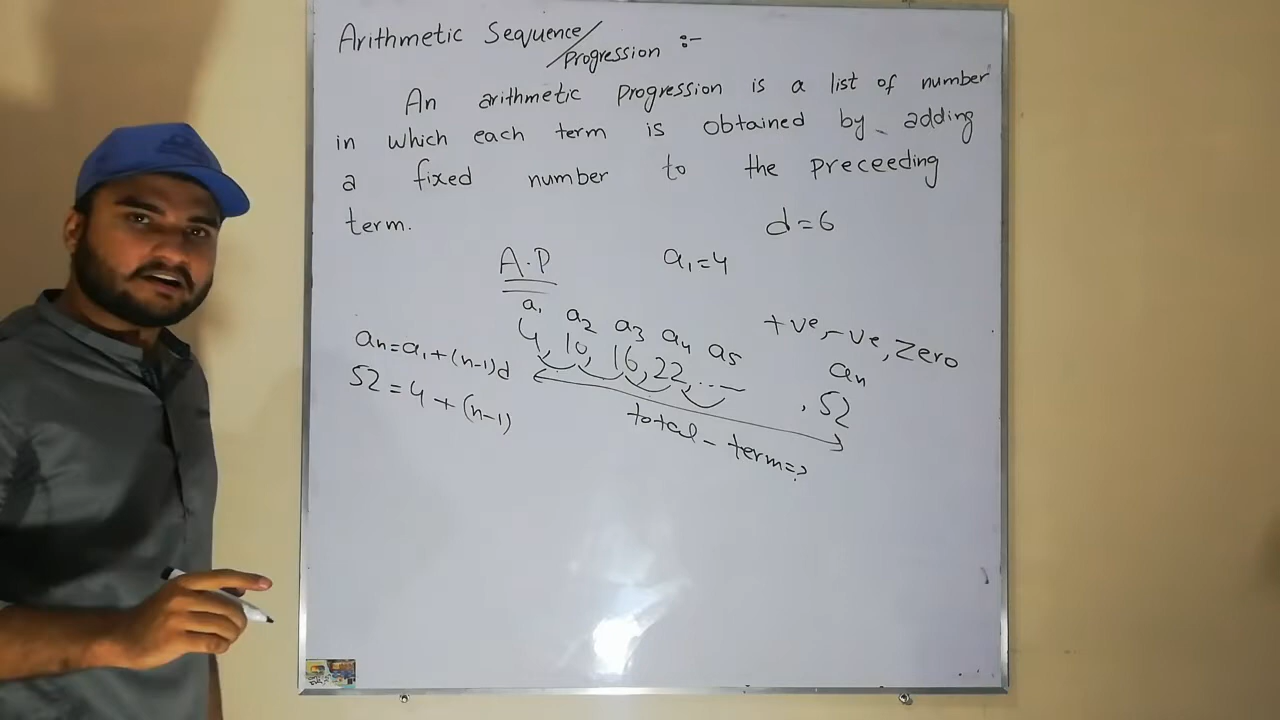 Arithmetic Sequence/Progression :-
An arithmetic progression is a list of number
in which each term is obtained by adding
a fixed number to the preceeding
term.
d=6
A.P
a₁=4
a₁ a₂ a₃ a₄ a₅
+ve, -ve, Zero
4, 10, 16, 22, ...
aₙ
, 52
aₙ=a₁+(n-1)d
52=4+(n-1)
total-term=?